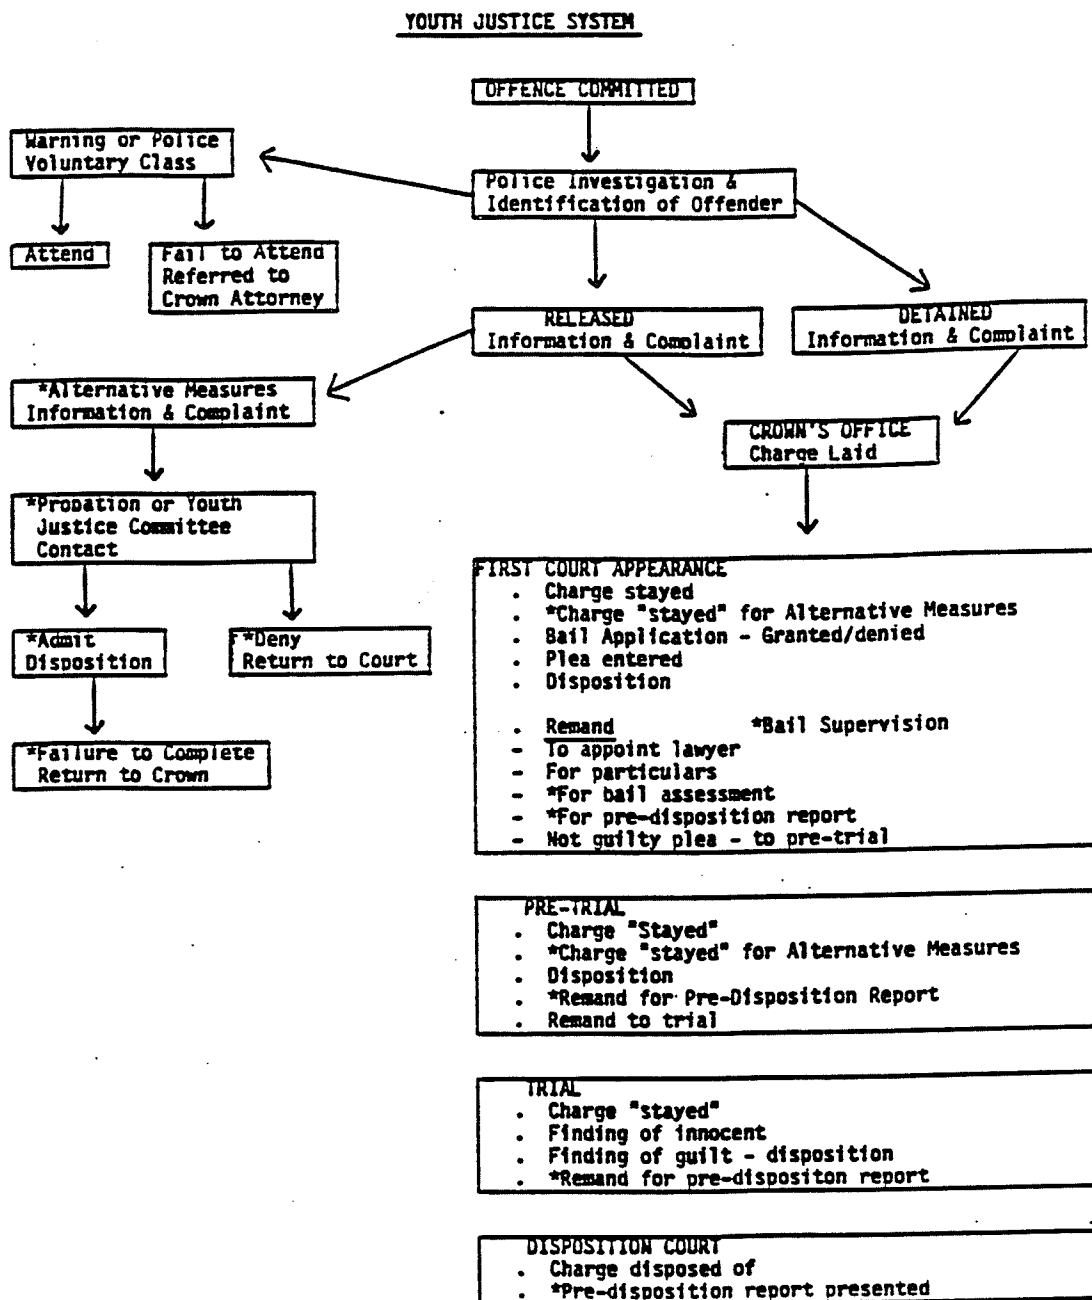 YOUTH JUSTICE SYSTEM
OFFENCE COMMITTED
Warning or Police
Voluntary Class
Police Investigation &
Identification of Offender
Attend
Fail to Attend
Referred to
Crown Attorney
RELEASED
Information & Complaint
DETAINED
Information & Complaint
*Alternative Measures
Information & Complaint
CROWN'S OFFICE
Charge Laid
*Probation or Youth
Justice Committee
Contact
*Admit
Disposition
*Deny
Return to Court
*Failure to Complete
Return to Crown
FIRST COURT APPEARANCE
. Charge stayed
. *Charge "stayed" for Alternative Measures
. Bail Application - Granted/denied
. Plea entered
. Disposition
. Remand *Bail Supervision
- To appoint lawyer
- For particulars
- *For bail assessment
- *For pre-disposition report
- Not guilty plea - to pre-trial
PRE-TRIAL
. Charge "Stayed"
. *Charge "stayed" for Alternative Measures
. Disposition
. *Remand for Pre-Disposition Report
. Remand to trial
TRIAL
. Charge "stayed"
. Finding of innocent
. Finding of guilt - disposition
. *Remand for pre-dispositon report
DISPOSITION COURT
. Charge disposed of
. *Pre-disposition report presented